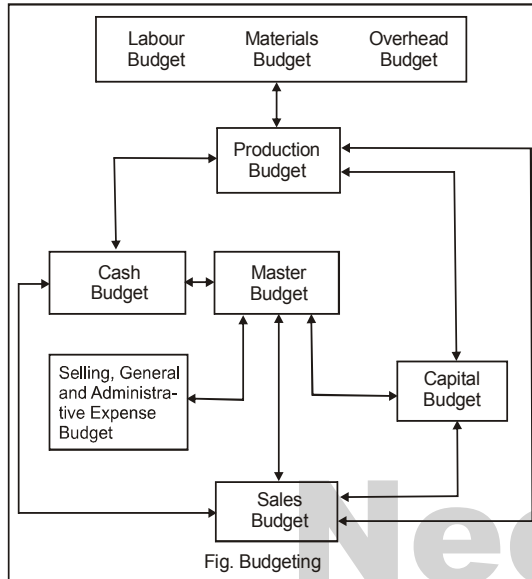 Labour Materials Overhead
Budget Budget Budget
Production
Budget
Cash
Budget
Master
Budget
Selling, General
and Administra-
tive Expense
Budget
Capital
Budget
Sales
Budget
Fig. Budgeting